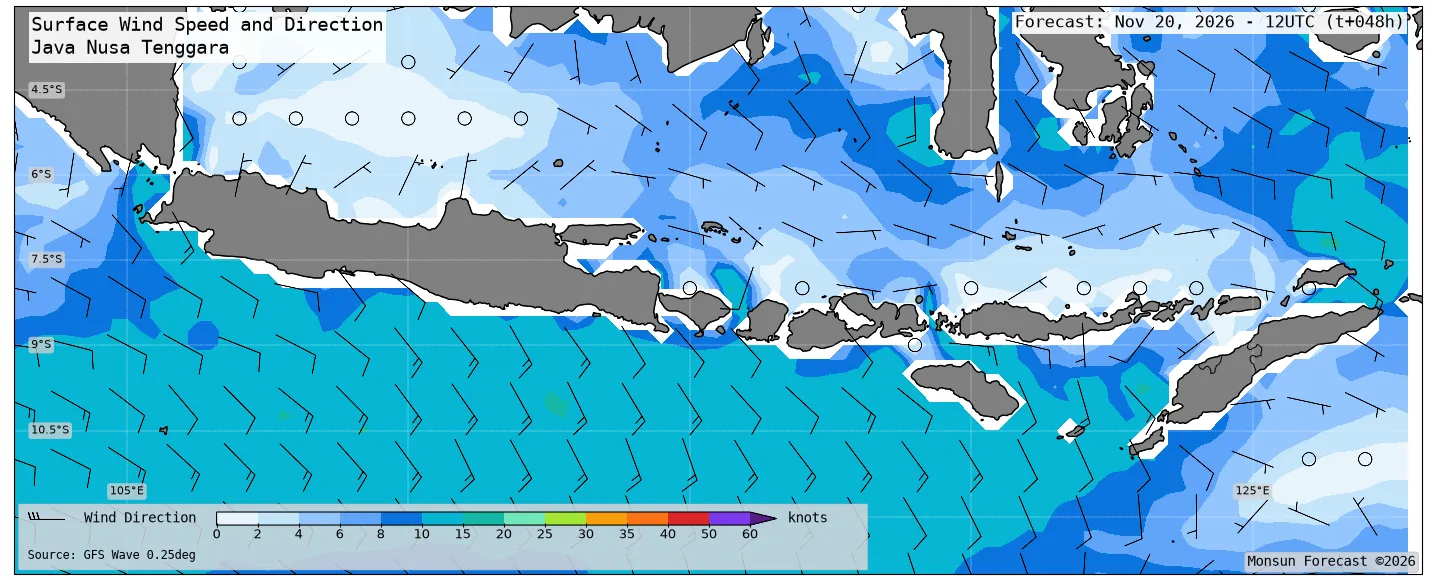 Surface Wind Speed and Direction
Java Nusa Tenggara
Forecast: Nov 20, 2026 - 12UTC (t+048h)
4.5°S
6°S
7.5°S
9°S
10.5°S
105°E
125°E
Wind Direction
0 2 4 6 8 10 15 20 25 30 35 40 50 60
knots
Source: GFS Wave 0.25deg
Monsun Forecast ©2026